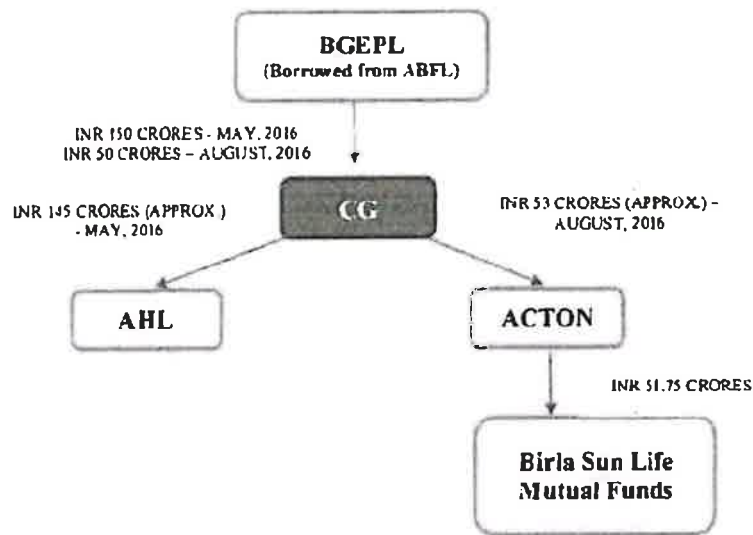 BGEPL
(Borrowed from ABFL)
INR 150 CRORES - MAY, 2016
INR 50 CRORES – AUGUST, 2016
INR 145 CRORES (APPROX.)
- MAY, 2016
CG
INR 53 CRORES (APPROX.) –
AUGUST, 2016
AHL
ACTON
INR 51.75 CRORES
Birla Sun Life
Mutual Funds